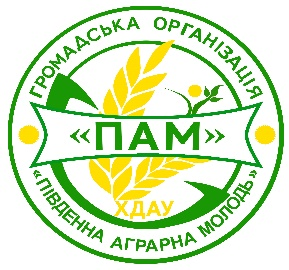 ГРОМАДСЬКА ОРГАНІЗАЦІЯ
«ПАМ»
ХДАУ
«ПІВДЕННА АГРАРНА МОЛОДЬ»